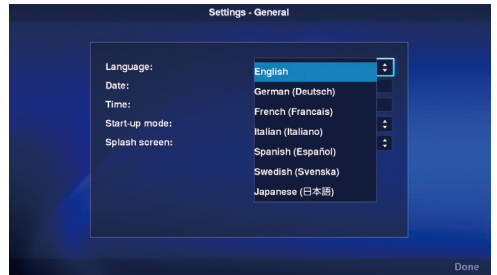 Settings - General
Language:
English
Date:
German (Deutsch)
Time:
French (Francais)
Start-up mode:
Italian (Italiano)
Splash screen:
Spanish (Español)
Swedish (Svenska)
Japanese (日本語)
Done